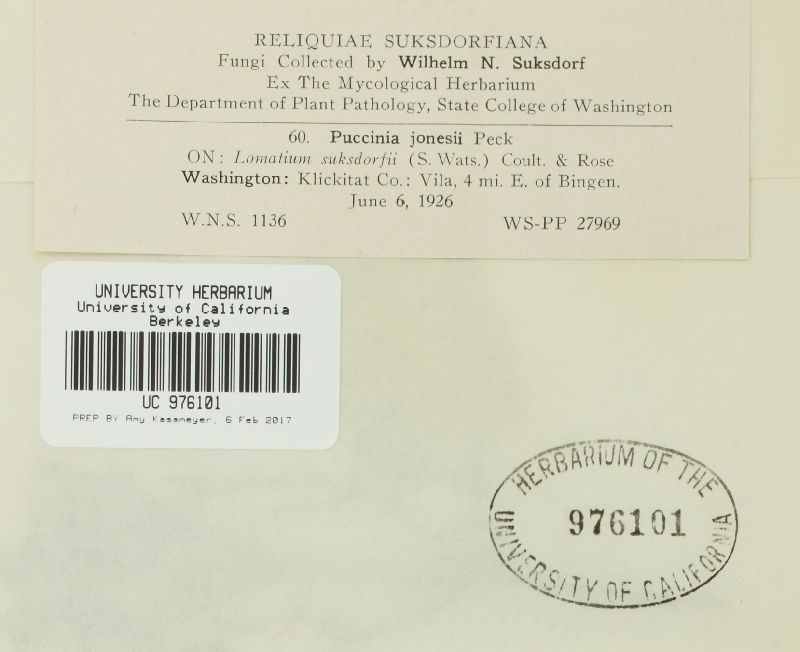 RELIQUIAE SUKSDORFIANA
Fungi Collected by Wilhelm N. Suksdorf
Ex The Mycological Herbarium
The Department of Plant Pathology, State College of Washington
60. Puccinia jonesii Peck
ON: Lomatium suksdorfii (S. Wats.) Coult. & Rose
Washington: Klickitat Co.: Vila, 4 mi. E. of Bingen.
June 6, 1926
W.N.S. 1136 WS-PP 27969
UNIVERSITY HERBARIUM
University of California
Berkeley
UC 976101
PREP BY Amy Kasameyer, 6 Feb 2017
HERBARIUM OF THE
976101
UNIVERSITY OF CALIFORNIA